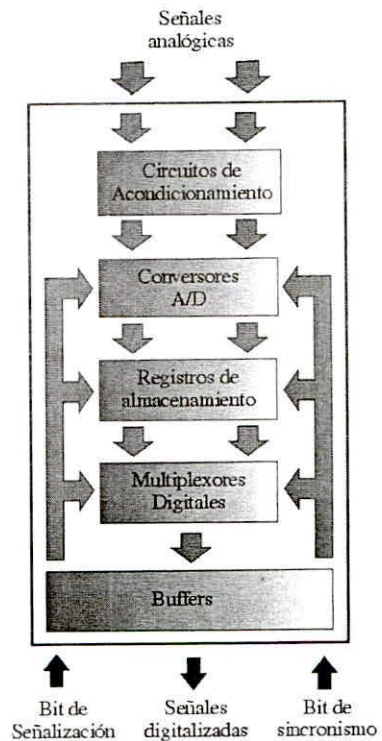 Señales
analógicas
Circuitos de
Acondicionamiento
Conversores
A/D
Registros de
almacenamiento
Multiplexores
Digitales
Buffers
Bit de
Señalización
Señales
digitalizadas
Bit de
sincronismo